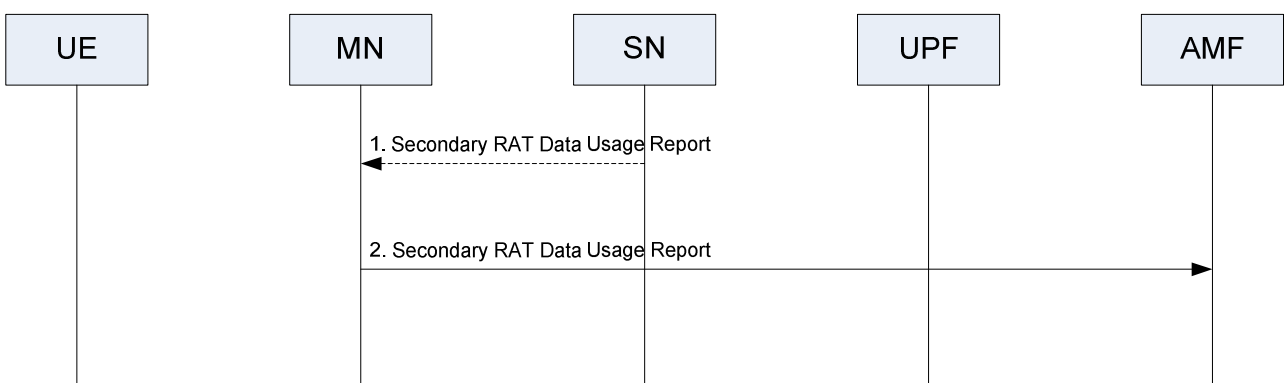 UE
MN
SN
UPF
AMF
1. Secondary RAT Data Usage Report
2. Secondary RAT Data Usage Report